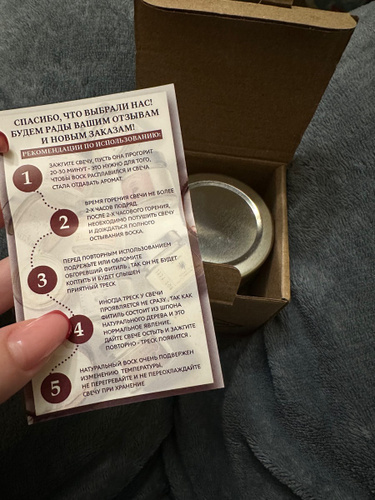 СПАСИБО, ЧТО ВЫБРАЛИ НАС!
БУДЕМ РАДЫ ВАШИМ ОТЗЫВАМ
И НОВЫМ ЗАКАЗАМ!
РЕКОМЕНДАЦИИ ПО ИСПОЛЬЗОВАНИЮ:
1
ЗАЖГИТЕ СВЕЧУ, ПУСТЬ ОНА ПРОГОРИТ
20-30 МИНУТ - ЭТО НУЖНО ДЛЯ ТОГО,
ЧТОБЫ ВОСК РАСПЛАВИЛСЯ И СВЕЧА
СТАЛА ОТДАВАТЬ АРОМАТ.
2
ВРЕМЯ ГОРЕНИЯ СВЕЧИ НЕ БОЛЕЕ
2-Х ЧАСОВ ПОДРЯД.
ПОСЛЕ 2-Х ЧАСОВОГО ГОРЕНИЯ,
НЕОБХОДИМО ПОТУШИТЬ СВЕЧУ
И ДОЖДАТЬСЯ ПОЛНОГО
ОСТЫВАНИЯ ВОСКА.
3
ПЕРЕД ПОВТОРНЫМ ИСПОЛЬЗОВАНИЕМ
ПОДРЕЖЬТЕ ИЛИ ОБЛОМИТЕ
ОБГОРЕВШИЙ ФИТИЛЬ, ТАК ОН НЕ БУДЕТ
КОПТИТЬ И БУДЕТ СЛЫШЕН
ПРИЯТНЫЙ ТРЕСК
4
ИНОГДА ТРЕСК У СВЕЧИ
ПРОЯВЛЯЕТСЯ НЕ СРАЗУ, ТАК КАК
ФИТИЛЬ СОСТОИТ ИЗ ШПОНА
НАТУРАЛЬНОГО ДЕРЕВА И ЭТО
НОРМАЛЬНОЕ ЯВЛЕНИЕ.
ДАЙТЕ СВЕЧЕ ОСТЫТЬ И ЗАЖГИТЕ
ПОВТОРНО - ТРЕСК ПОЯВИТСЯ.
5
НАТУРАЛЬНЫЙ ВОСК ОЧЕНЬ ПОДВЕРЖЕН
ИЗМЕНЕНИЮ, ТЕМПЕРАТУРЫ,
НЕ ПЕРЕГРЕВАЙТЕ И НЕ ПЕРЕОХЛАЖДАЙТЕ
СВЕЧУ ПРИ ХРАНЕНИЕ